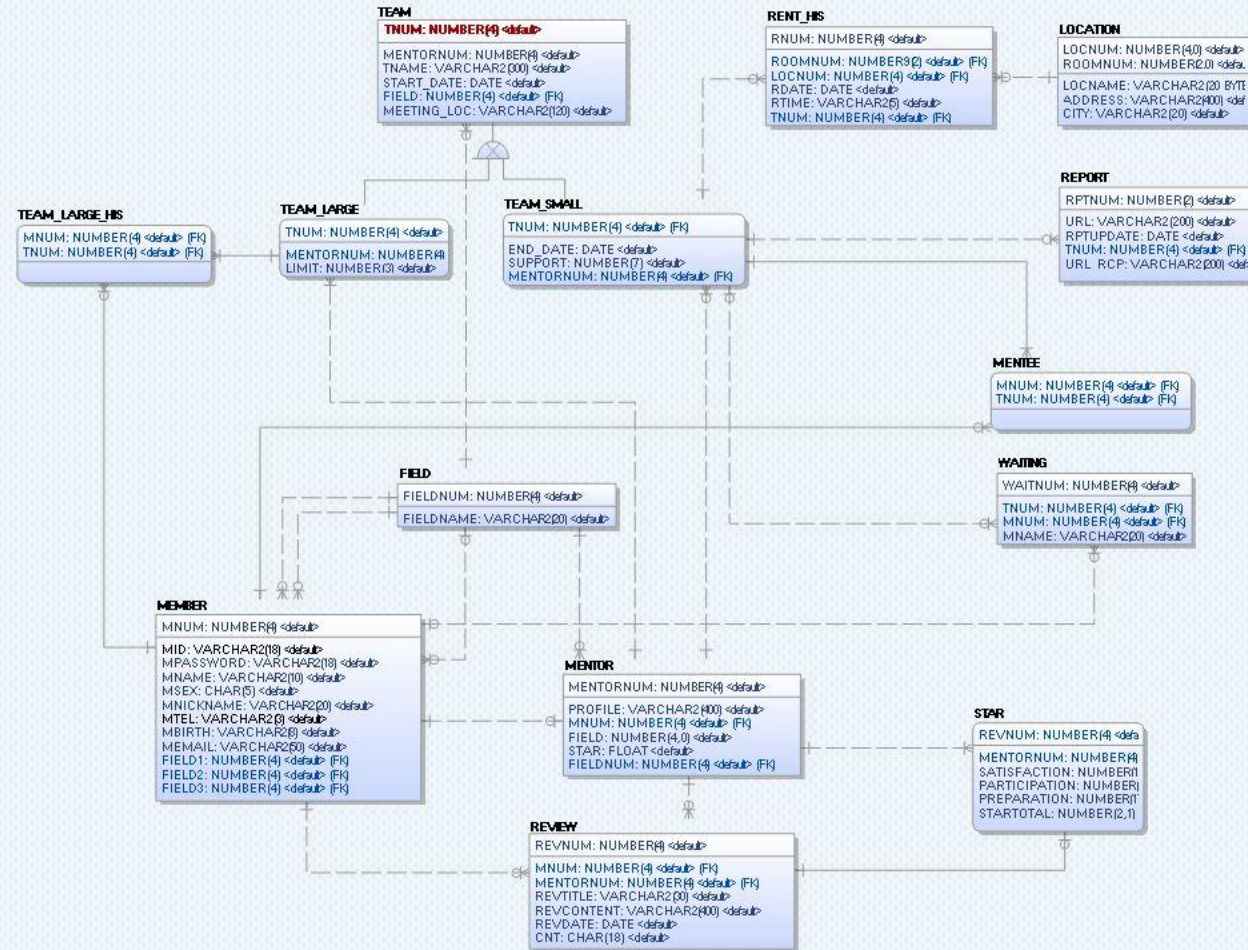 TEAM
TNUM: NUMBER(4) <default>
MENTORNUM: NUMBER(4) <default>
TNAME: VARCHAR2(300) <default>
START_DATE: DATE <default>
FIELD: NUMBER(4) <default> (FK)
MEETING_LOC: VARCHAR2(120) <default>
RENT_HIS
RNUM: NUMBER(4) <default>
ROOMNUM: NUMBER9(2) <default> (FK)
LOCNUM: NUMBER(4) <default> (FK)
RDATE: DATE <default>
RTIME: VARCHAR2(5) <default>
TNUM: NUMBER(4) <default> (FK)
LOCATION
LOCNUM: NUMBER(4,0) <default>
ROOMNUM: NUMBER(2,0) <defau
LOCNAME: VARCHAR2(20 BYTE
ADDRESS: VARCHAR2(400) <def
CITY: VARCHAR2(20) <default>
TEAM_LARGE_HIS
MNUM: NUMBER(4) <default> (FK)
TNUM: NUMBER(4) <default> (FK)
TEAM_LARGE
TNUM: NUMBER(4) <default>
MENTORNUM: NUMBER(4)
LIMIT: NUMBER(3) <default>
TEAM_SMALL
TNUM: NUMBER(4) <default> (FK)
END_DATE: DATE <default>
SUPPORT: NUMBER(7) <default>
MENTORNUM: NUMBER(4) <default> (FK)
REPORT
RPTNUM: NUMBER(2) <default>
URL: VARCHAR2(200) <default>
RPTUPDATE: DATE <default>
TNUM: NUMBER(4) <default> (FK)
URL_RCP: VARCHAR2(200) <defa
MENTEE
MNUM: NUMBER(4) <default> (FK)
TNUM: NUMBER(4) <default> (FK)
FIELD
FIELDNUM: NUMBER(4) <default>
FIELDNAME: VARCHAR2(20) <default>
WAITING
WAITNUM: NUMBER(4) <default>
TNUM: NUMBER(4) <default> (FK)
MNUM: NUMBER(4) <default> (FK)
MNAME: VARCHAR2(20) <default>
MEMBER
MNUM: NUMBER(4) <default>
MID: VARCHAR2(18) <default>
MPASSWORD: VARCHAR2(18) <default>
MNAME: VARCHAR2(10) <default>
MSEX: CHAR(5) <default>
MNICKNAME: VARCHAR2(20) <default>
MTEL: VARCHAR2(3) <default>
MBIRTH: VARCHAR2(8) <default>
MEMAIL: VARCHAR2(50) <default>
FIELD1: NUMBER(4) <default> (FK)
FIELD2: NUMBER(4) <default> (FK)
FIELD3: NUMBER(4) <default> (FK)
MENTOR
MENTORNUM: NUMBER(4) <default>
PROFILE: VARCHAR2(400) <default>
MNUM: NUMBER(4) <default> (FK)
FIELD: NUMBER(4,0) <default>
STAR: FLOAT <default>
FIELDNUM: NUMBER(4) <default> (FK)
STAR
REVNUM: NUMBER(4) <defa
MENTORNUM: NUMBER(4)
SATISFACTION: NUMBER(1
PARTICIPATION: NUMBER(
PREPARATION: NUMBER(1
STARTOTAL: NUMBER(2,1)
REVIEW
REVNUM: NUMBER(4) <default>
MNUM: NUMBER(4) <default> (FK)
MENTORNUM: NUMBER(4) <default> (FK)
REVTITLE: VARCHAR2(30) <default>
REVCONTENT: VARCHAR2(400) <default>
REVDATE: DATE <default>
CNT: CHAR(18) <default>